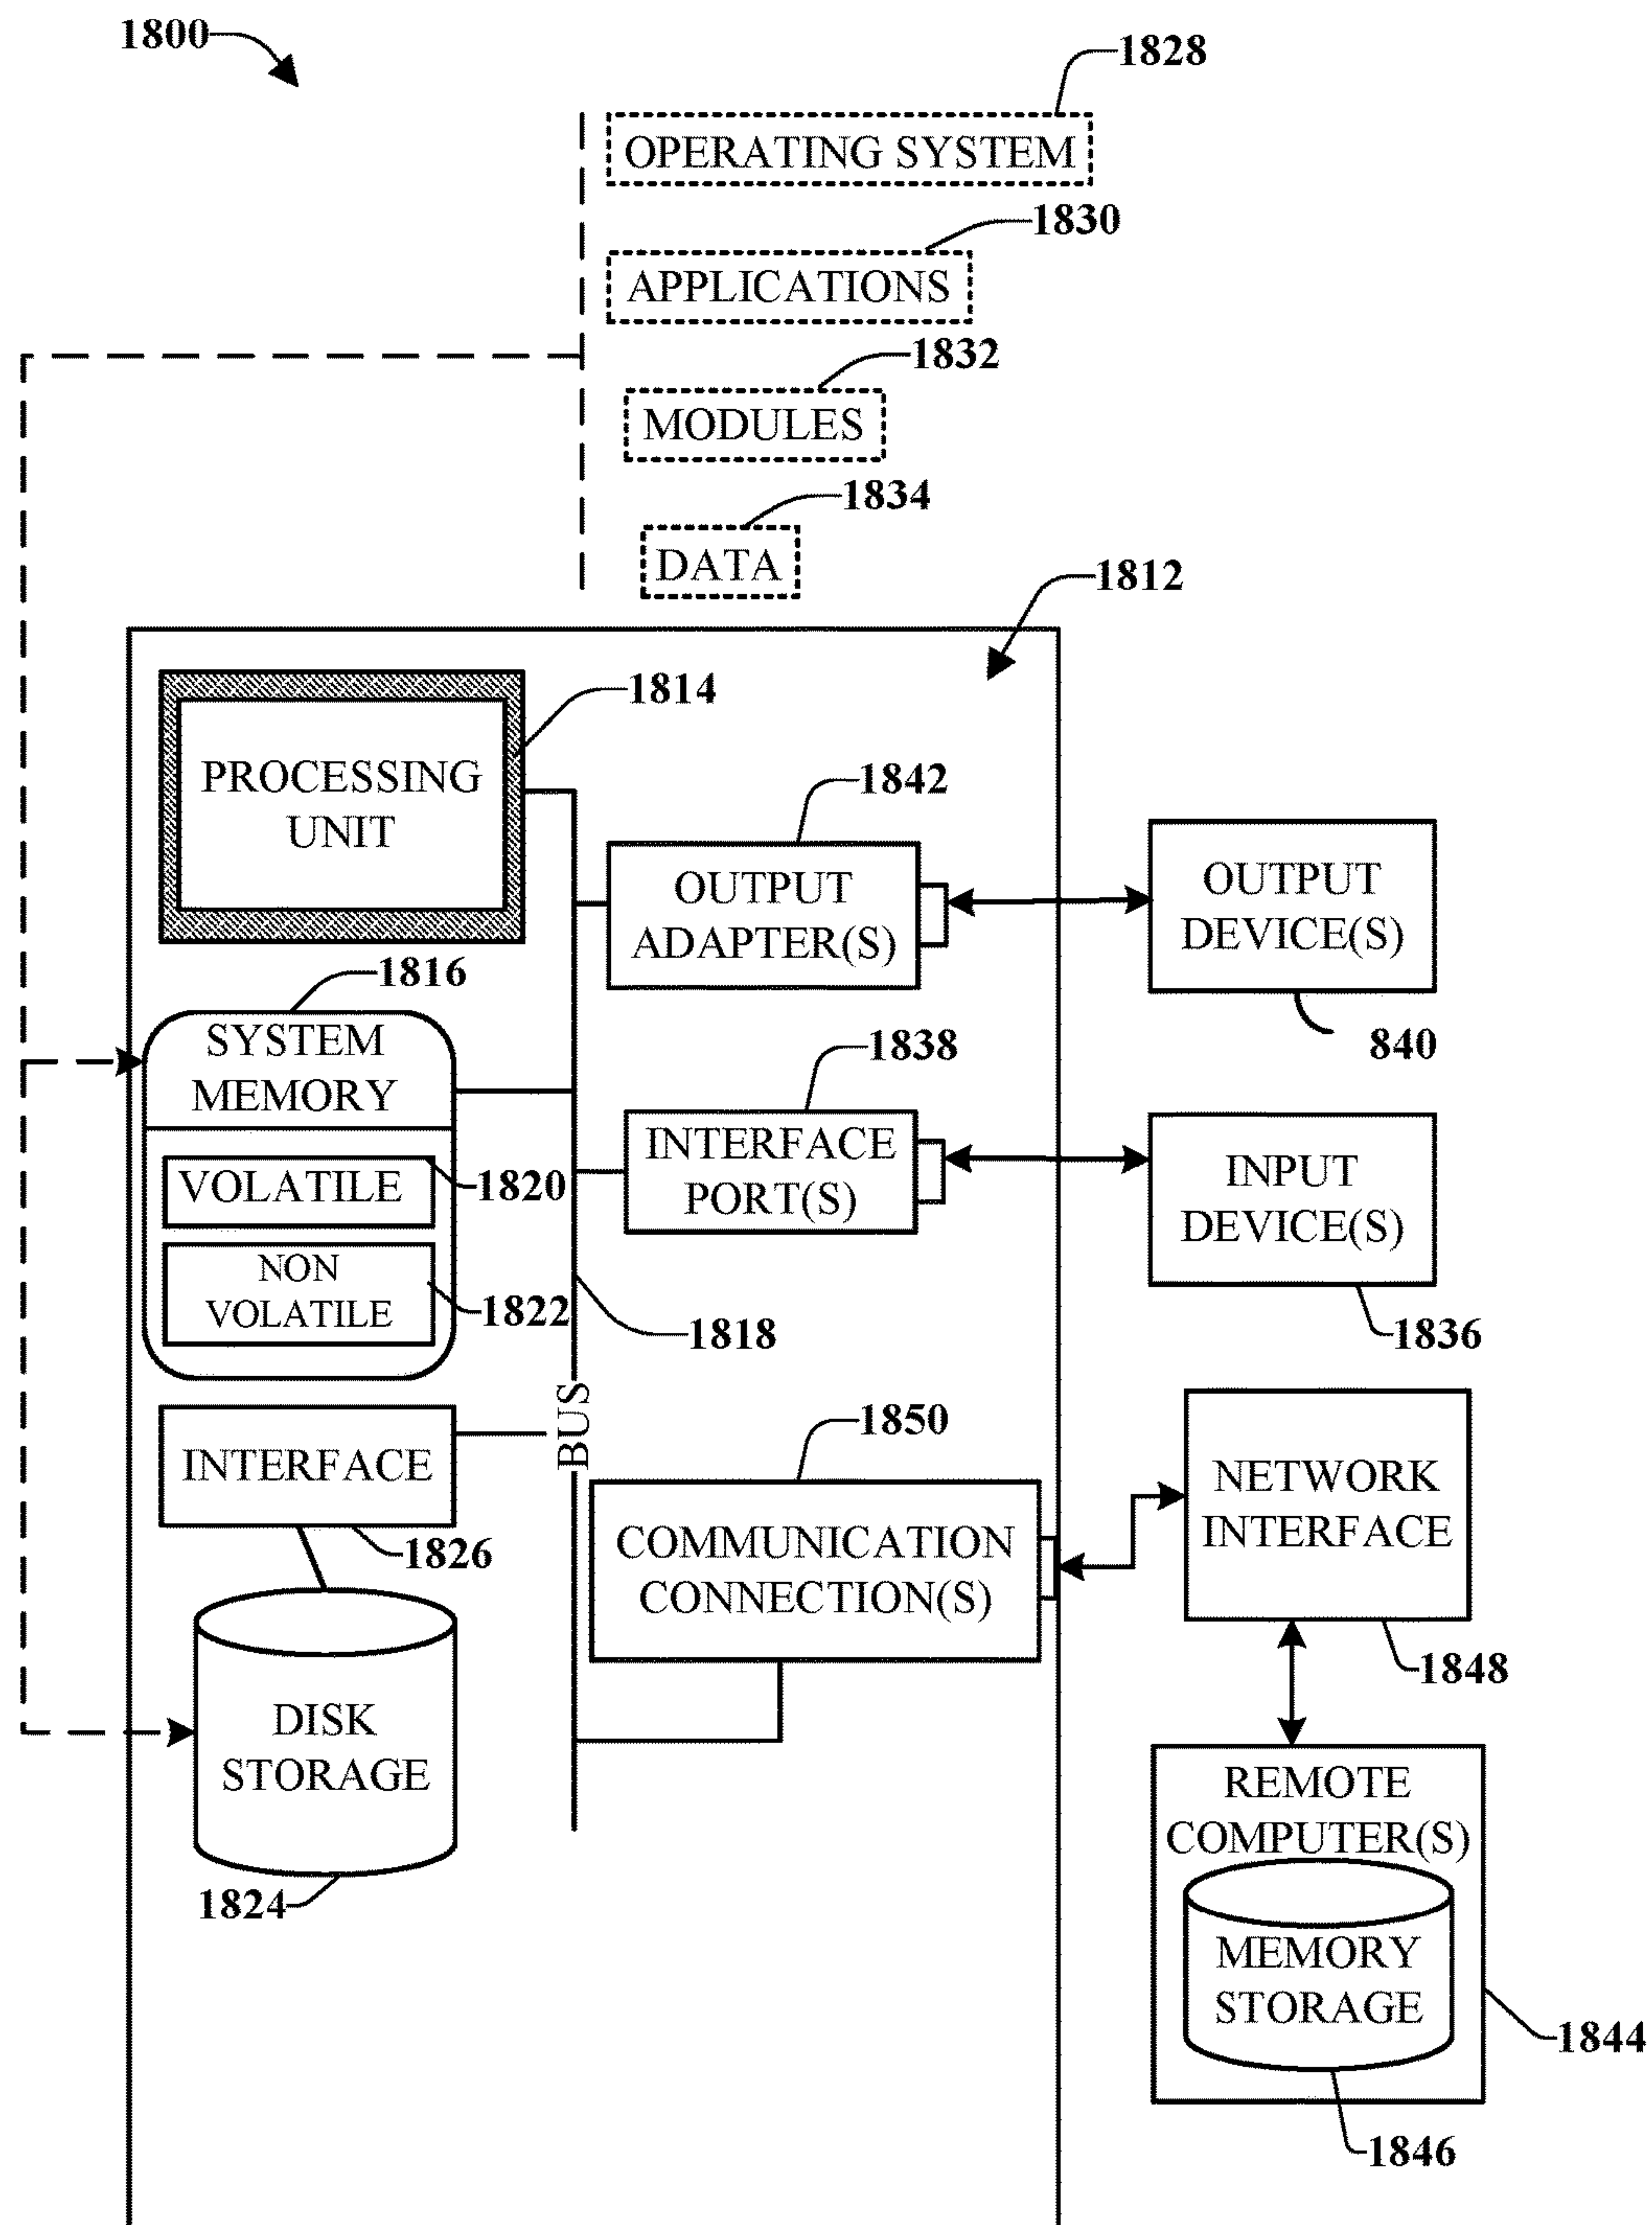 1800
1828
OPERATING SYSTEM
1830
APPLICATIONS
1832
MODULES
1834
DATA
1812
1814
PROCESSING
UNIT
1842
OUTPUT
ADAPTER(S)
OUTPUT
DEVICE(S)
840
1816
SYSTEM
MEMORY
VOLATILE
1820
NON
VOLATILE
1822
1838
INTERFACE
PORT(S)
INPUT
DEVICE(S)
1836
1818
BUS
INTERFACE
1826
1850
COMMUNICATION
CONNECTION(S)
NETWORK
INTERFACE
1848
DISK
STORAGE
1824
REMOTE
COMPUTER(S)
MEMORY
STORAGE
1844
1846